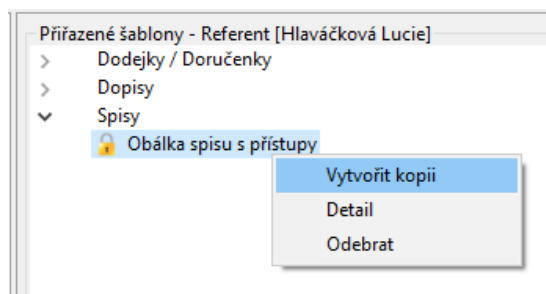 Přiřazené šablony - Referent [Hlaváčková Lucie]
Dodejky / Doručenky
Dopisy
Spisy
Obálka spisu s přístupy
Vytvořit kopii
Detail
Odebrat